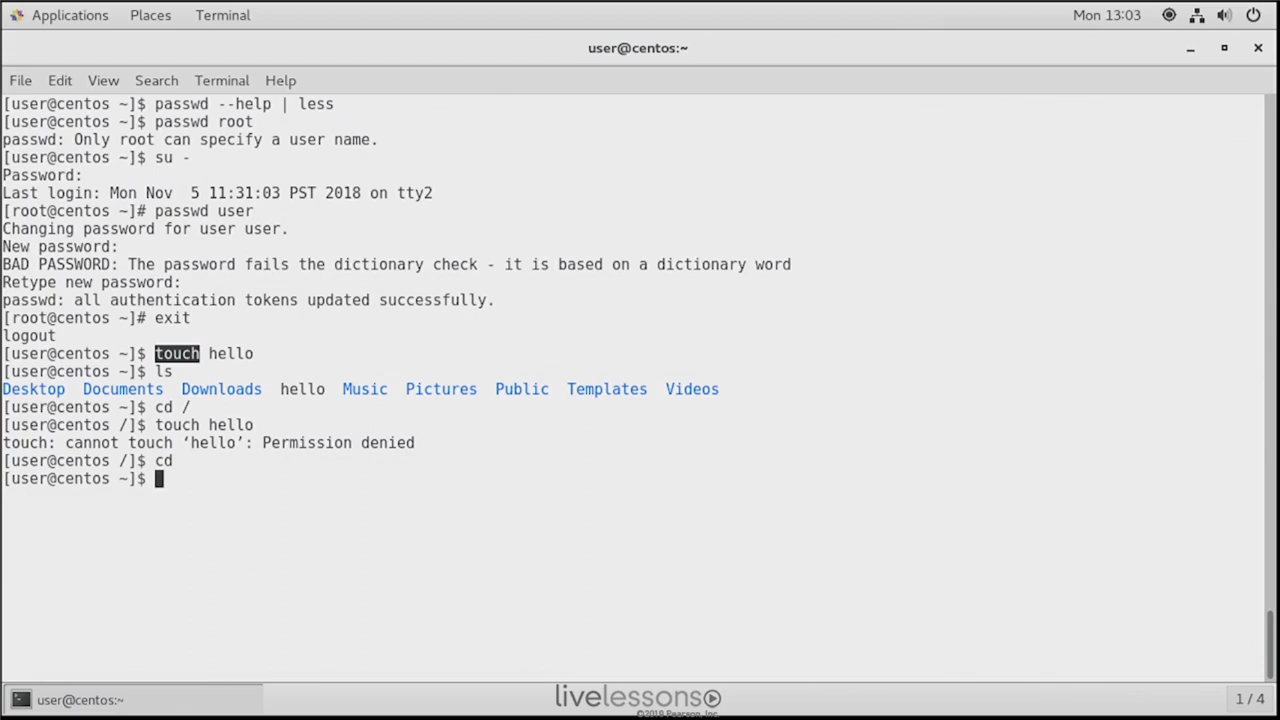 Applications Places Terminal Mon 13:03
user@centos:~
File Edit View Search Terminal Help
[user@centos ~]$ passwd --help | less
[user@centos ~]$ passwd root
passwd: Only root can specify a user name.
[user@centos ~]$ su -
Password:
Last login: Mon Nov  5 11:31:03 PST 2018 on tty2
[root@centos ~]# passwd user
Changing password for user user.
New password:
BAD PASSWORD: The password fails the dictionary check - it is based on a dictionary word
Retype new password:
passwd: all authentication tokens updated successfully.
[root@centos ~]# exit
logout
[user@centos ~]$ touch hello
[user@centos ~]$ ls
Desktop  Documents  Downloads  hello  Music  Pictures  Public  Templates  Videos
[user@centos ~]$ cd /
[user@centos /]$ touch hello
touch: cannot touch ‘hello’: Permission denied
[user@centos /]$ cd
[user@centos ~]$
user@centos:~ livelessons 1 / 4
©2019 Pearson, Inc.